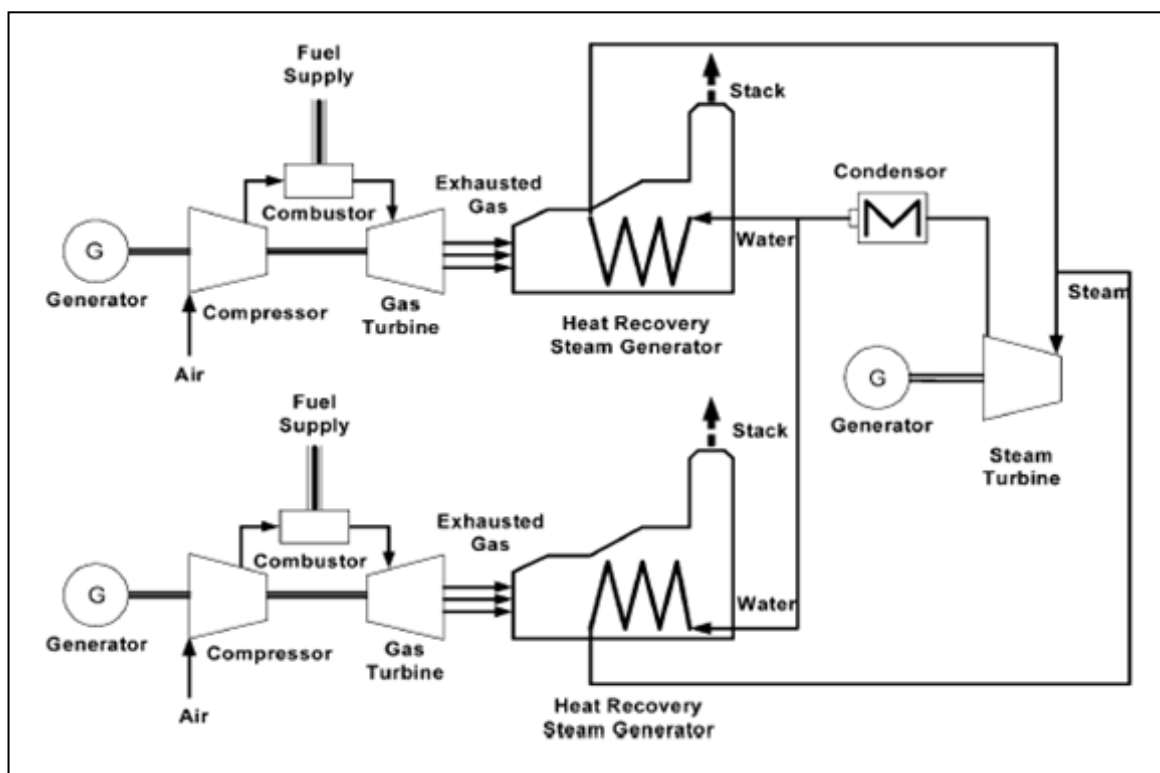 Fuel
Supply
Stack
Condensor
Exhausted
Gas
Combustor
G
Water
Generator
Compressor
Gas
Turbine
Heat Recovery
Steam Generator
Steam
Air
G
Generator
Steam
Turbine
Fuel
Supply
Stack
Exhausted
Gas
Combustor
G
Water
Generator
Compressor
Gas
Turbine
Heat Recovery
Steam Generator
Air